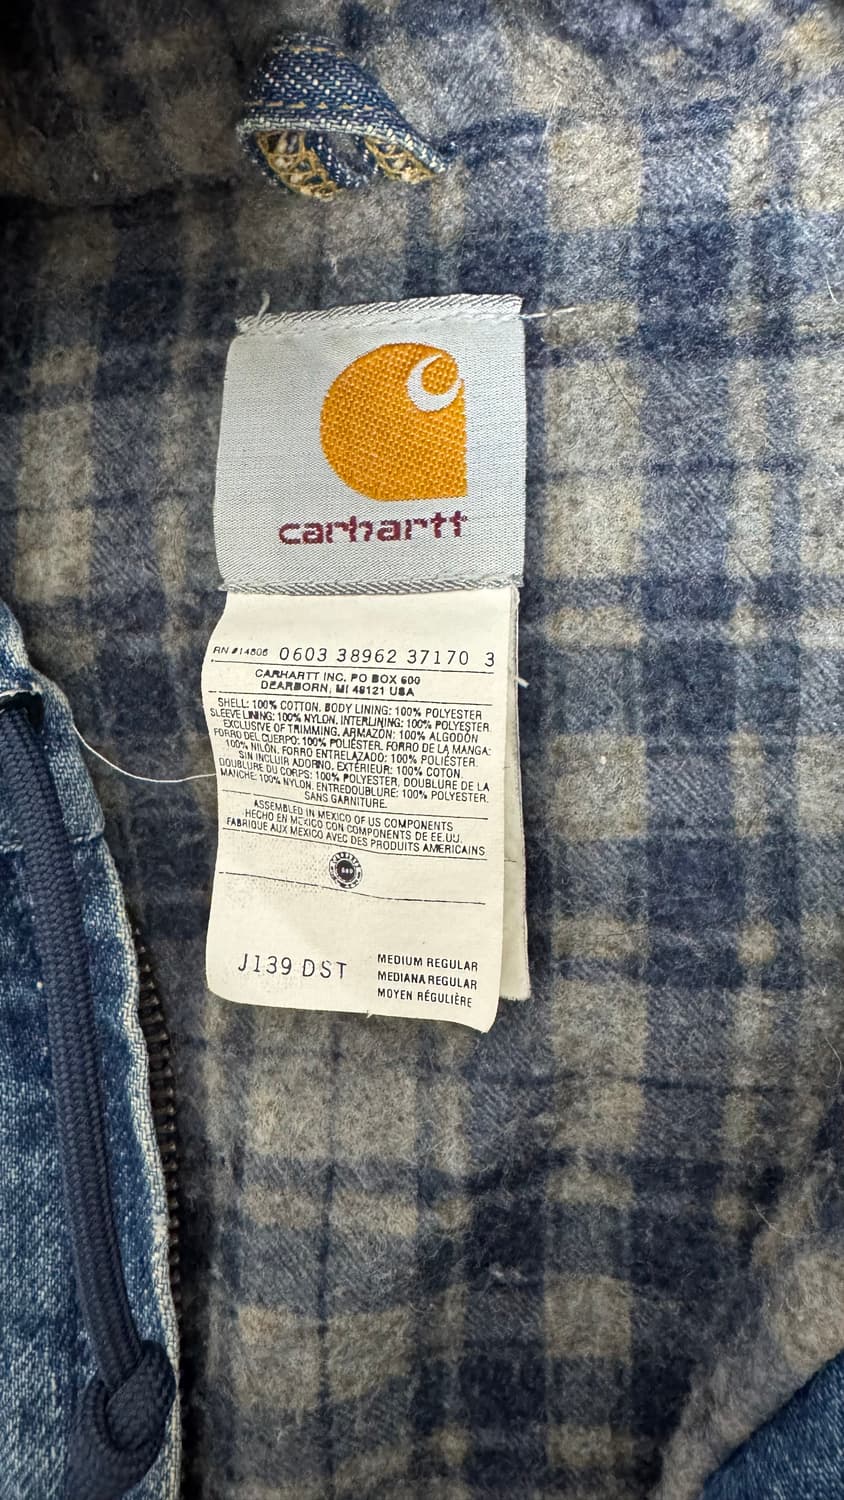 carhartt
RN #14806 0603 38962 37170 3
CARHARTT INC. PO BOX 600
DEARBORN, MI 48121 USA
SHELL: 100% COTTON. BODY LINING: 100% POLYESTER
SLEEVE LINING: 100% NYLON. INTERLINING: 100% POLYESTER.
EXCLUSIVE OF TRIMMING. ARMAZÓN: 100% ALGODÓN
FORRO DEL CUERPO: 100% POLIÉSTER. FORRO DE LA MANGA:
100% NILÓN. FORRO ENTRELAZADO: 100% POLIÉSTER.
SIN INCLUIR ADORNO. EXTÉRIEUR: 100% COTON.
DOUBLURE DU CORPS: 100% POLYESTER. DOUBLURE DE LA
MANCHE: 100% NYLON. ENTREDOUBLURE: 100% POLYESTER.
SANS GARNITURE.
ASSEMBLED IN MEXICO OF US COMPONENTS
HECHO EN MEXICO CON COMPONENTS DE EE.UU.
FABRIQUE AUX MEXICO AVEC DES PRODUITS AMERICAINS
J139 DST
MEDIUM REGULAR
MEDIANA REGULAR
MOYEN RÉGULIÈRE